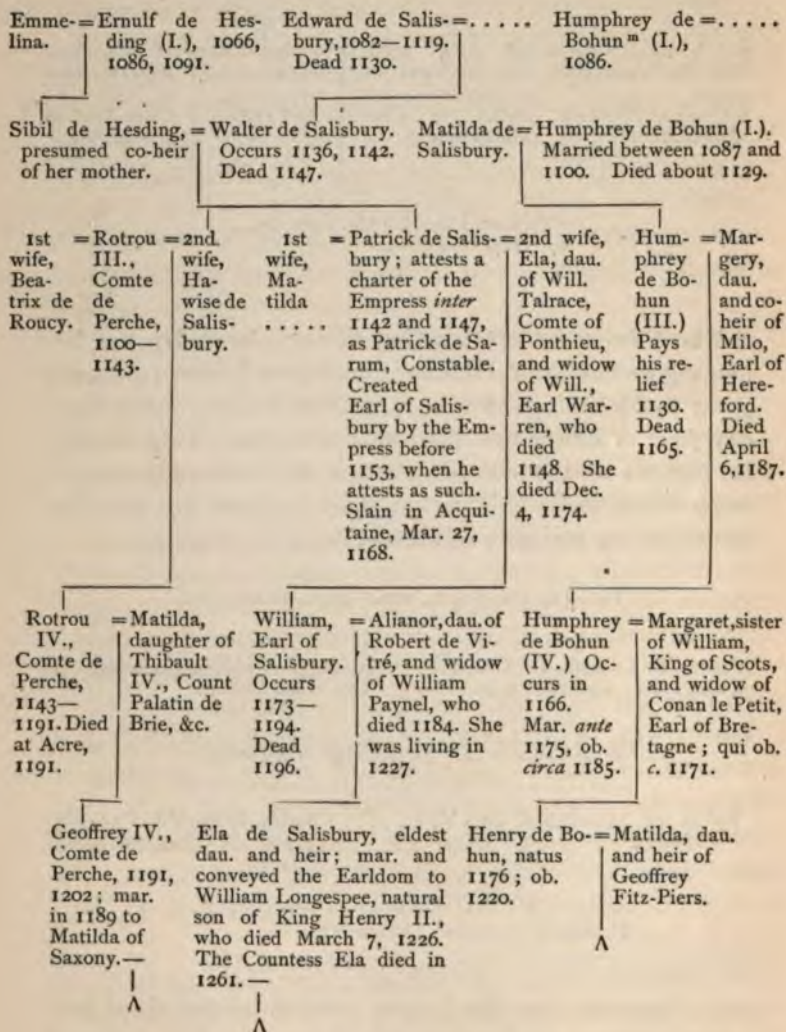 Emme-=Ernulf de Hes-
lina. ding (I.), 1066,
1086, 1091.
Edward de Salis-=. . . . .
bury, 1082—1119.
Dead 1130.
Humphrey de =. . . . .
Bohun m (I.),
1086.
Sibil de Hesding,
presumed co-heir
of her mother.
= Walter de Salisbury.
Occurs 1136, 1142.
Dead 1147.
Matilda de
Salisbury.
= Humphrey de Bohun (I.).
Married between 1087 and
1100. Died about 1129.
1st
wife,
Bea-
trix de
Roucy.
= Rotrou
III.,
Comte
de
Perche,
1100—
1143.
= 2nd
wife,
Ha-
wise de
Salis-
bury.
1st
wife,
Ma-
tilda
. . . . .
= Patrick de Salis-
bury; attests a
charter of the
Empress inter
1142 and 1147,
as Patrick de Sa-
rum, Constable.
Created
Earl of Salis-
bury by the Em-
press before
1153, when he
attests as such.
Slain in Acqui-
taine, Mar. 27,
1168.
= 2nd wife,
Ela, dau.
of Will.
Talrace,
Comte of
Ponthieu,
and widow
of Will.,
Earl War-
ren, who
died
1148. She
died Dec.
4, 1174.
Hum-
phrey
de Bo-
hun
(III.)
Pays
his re-
lief
1130.
Dead
1165.
= Mar-
gery,
dau.
and co-
heir of
Milo,
Earl of
Here-
ford.
Died
April
6, 1187.
Rotrou
IV.,
Comte de
Perche,
1143—
1191. Died
at Acre,
1191.
= Matilda,
daughter of
Thibault
IV., Count
Palatin de
Brie, &c.
William,
Earl of
Salisbury.
Occurs
1173—
1194.
Dead
1196.
= Alianor, dau. of
Robert de Vi-
tré, and widow
of William
Paynel, who
died 1184. She
was living in
1227.
Humphrey
de Bohun
(IV.) Oc-
curs in
1166.
Mar. ante
1175, ob.
circa 1185.
= Margaret, sister
of William,
King of Scots,
and widow of
Conan le Petit,
Earl of Bre-
tagne; qui ob.
c. 1171.
Geoffrey IV.,
Comte de
Perche, 1191,
1202; mar.
in 1189 to
Matilda of
Saxony.—
Ela de Salisbury, eldest
dau. and heir; mar. and
conveyed the Earldom to
William Longespee, natural
son of King Henry II.,
who died March 7, 1226.
The Countess Ela died in
1261. —
Henry de Bo-
hun, natus
1176; ob.
1220.
= Matilda, dau.
and heir of
Geoffrey
Fitz-Piers.